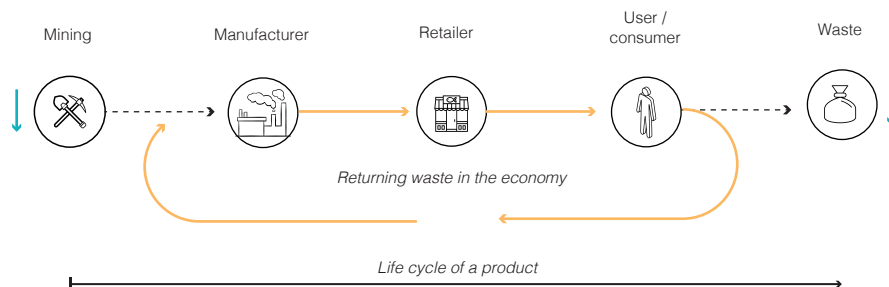 Mining
Manufacturer
Retailer
User /
consumer
Waste
Returning waste in the economy
Life cycle of a product